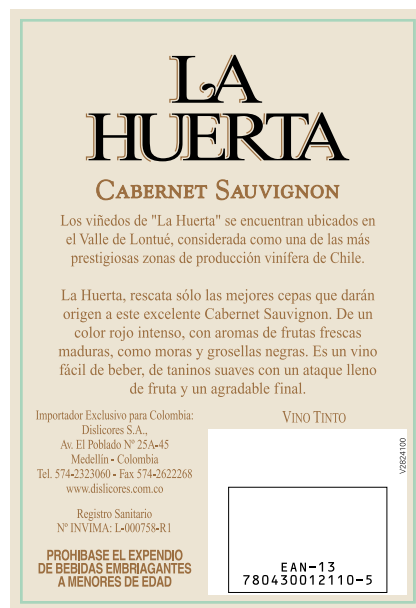 LA
HUERTA
CABERNET SAUVIGNON
Los viñedos de "La Huerta" se encuentran ubicados en
el Valle de Lontué, considerada como una de las más
prestigiosas zonas de producción vinífera de Chile.
La Huerta, rescata sólo las mejores cepas que darán
origen a este excelente Cabernet Sauvignon. De un
color rojo intenso, con aromas de frutas frescas
maduras, como moras y grosellas negras. Es un vino
fácil de beber, de taninos suaves con un ataque lleno
de fruta y un agradable final.
Importador Exclusivo para Colombia:
Dislicores S.A.,
Av. El Poblado Nº 25A-45
Medellín - Colombia
Tel. 574-2323060 - Fax 574-2622268
www.dislicores.com.co
Registro Sanitario
Nº INVIMA: L-000758-R1
PROHIBASE EL EXPENDIO
DE BEBIDAS EMBRIAGANTES
A MENORES DE EDAD
VINO TINTO
V2824100
EAN-13
780430012110-5